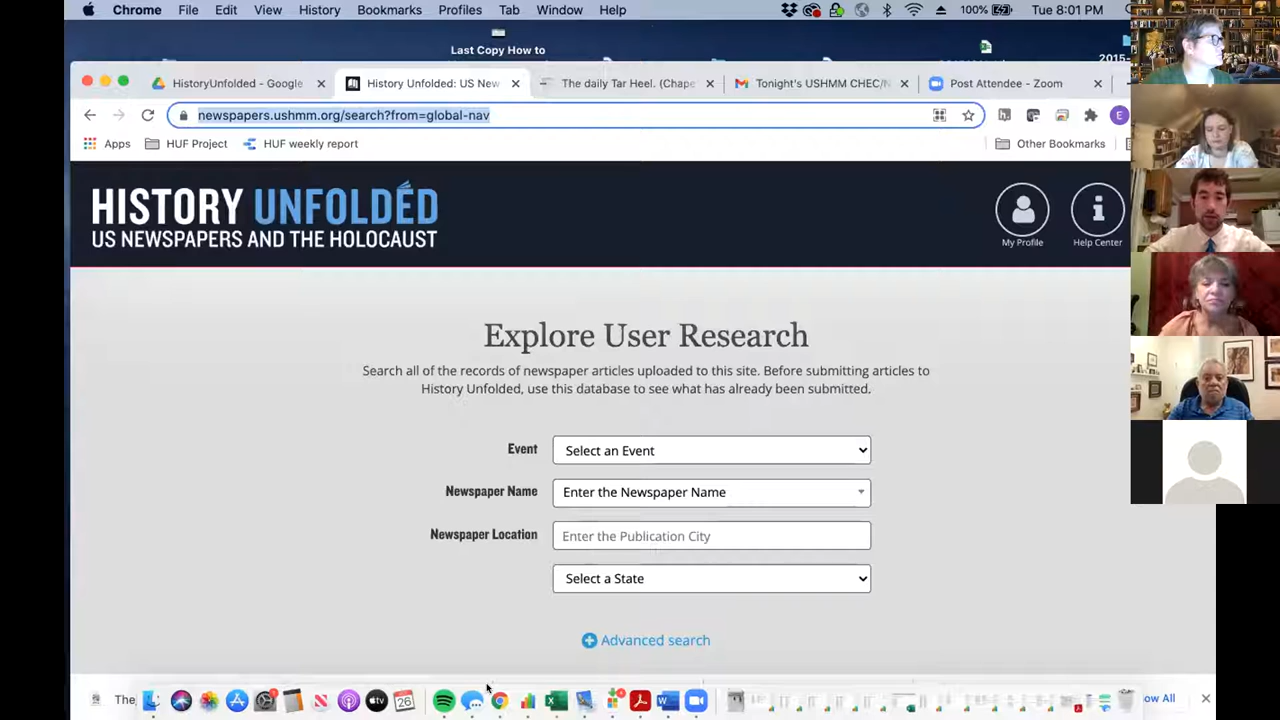 Chrome File Edit View History Bookmarks Profiles Tab Window Help 100% Tue 8:01 PM
Last Copy How to
2015-
HistoryUnfolded - Google
History Unfolded: US New
The daily Tar Heel. (Chape
Tonight's USHMM CHEC/N
Post Attendee - Zoom
newspapers.ushmm.org/search?from=global-nav
E
Apps HUF Project HUF weekly report Other Bookmarks
HISTORY UNFOLDED
US NEWSPAPERS AND THE HOLOCAUST
My Profile
Help Center
Explore User Research
Search all of the records of newspaper articles uploaded to this site. Before submitting articles to
History Unfolded, use this database to see what has already been submitted.
Event Select an Event
Newspaper Name Enter the Newspaper Name
Newspaper Location Enter the Publication City
Select a State
Advanced search
The
26
ow All